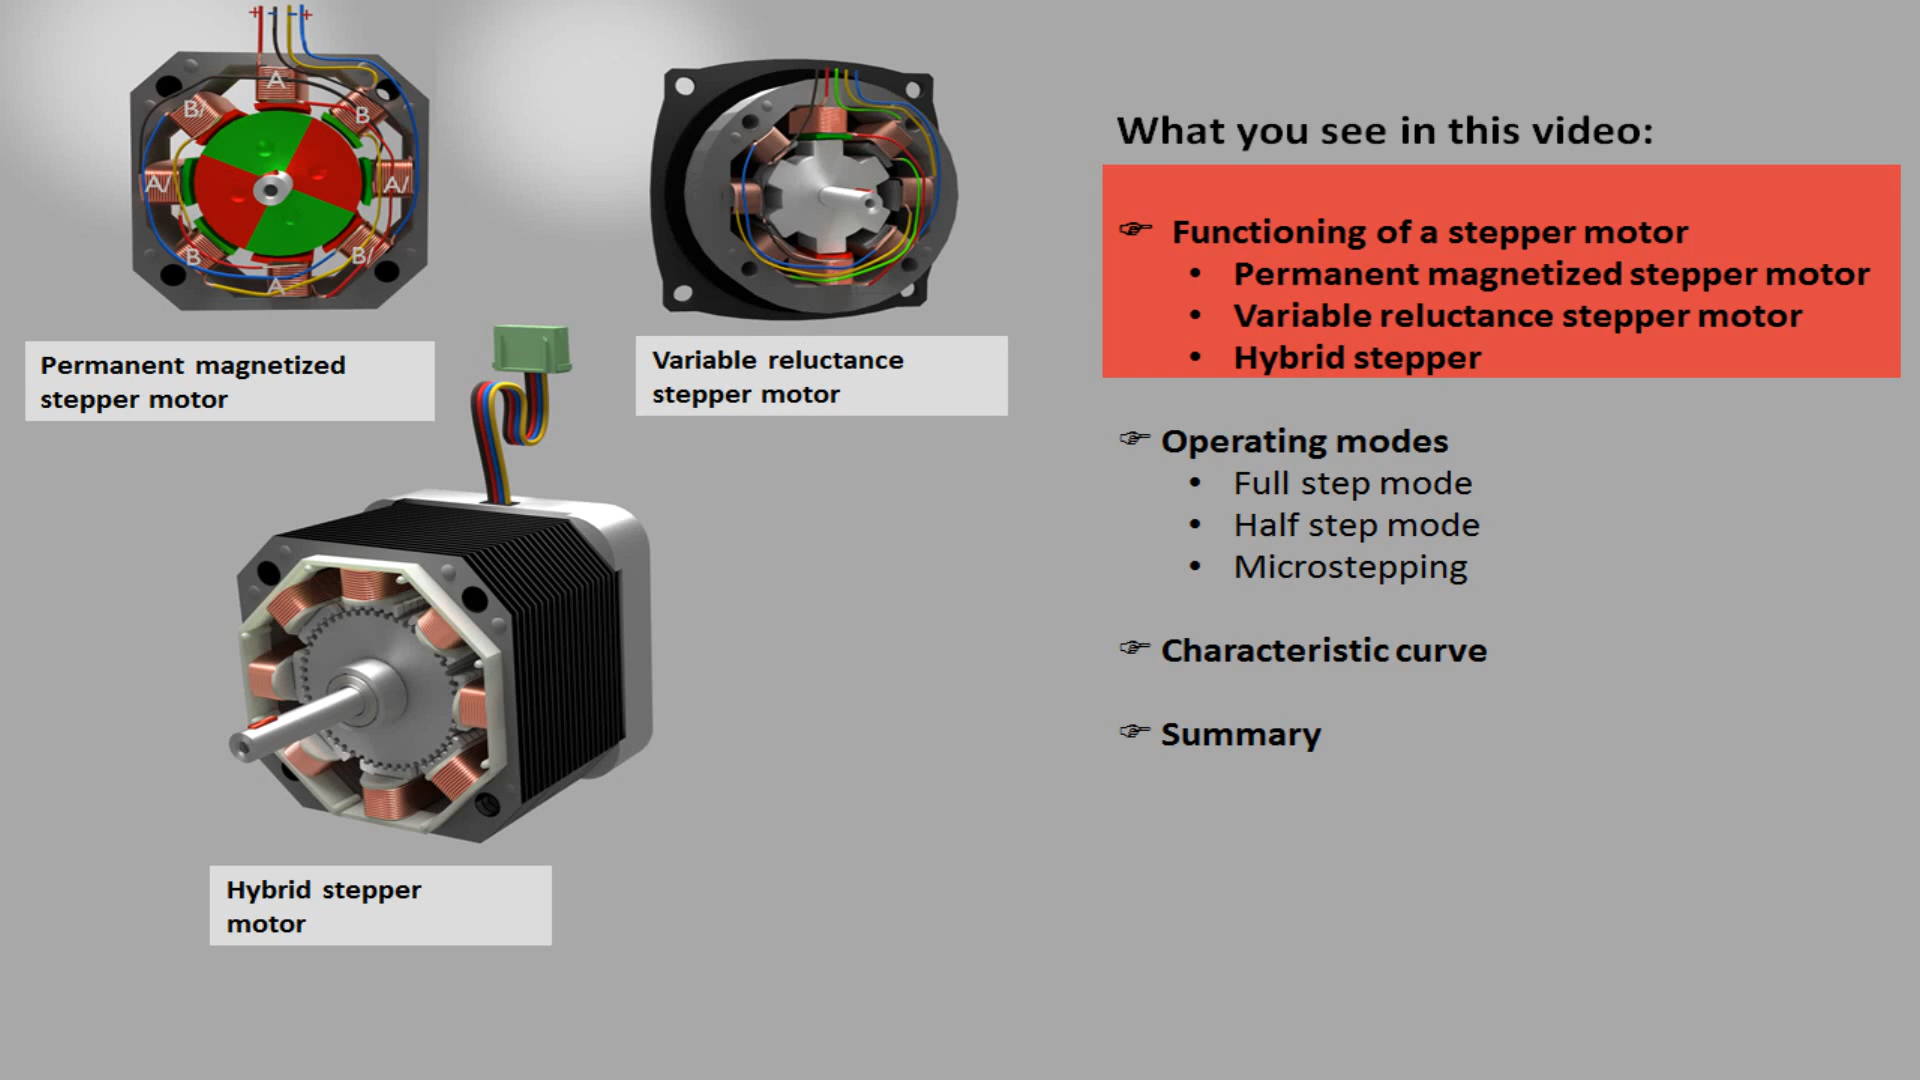 + - - +
A
B/
B
A/
A/
B
B/
A
Permanent magnetized
stepper motor
Variable reluctance
stepper motor
Hybrid stepper
motor
What you see in this video:
☞ Functioning of a stepper motor
• Permanent magnetized stepper motor
• Variable reluctance stepper motor
• Hybrid stepper
☞ Operating modes
• Full step mode
• Half step mode
• Microstepping
☞ Characteristic curve
☞ Summary